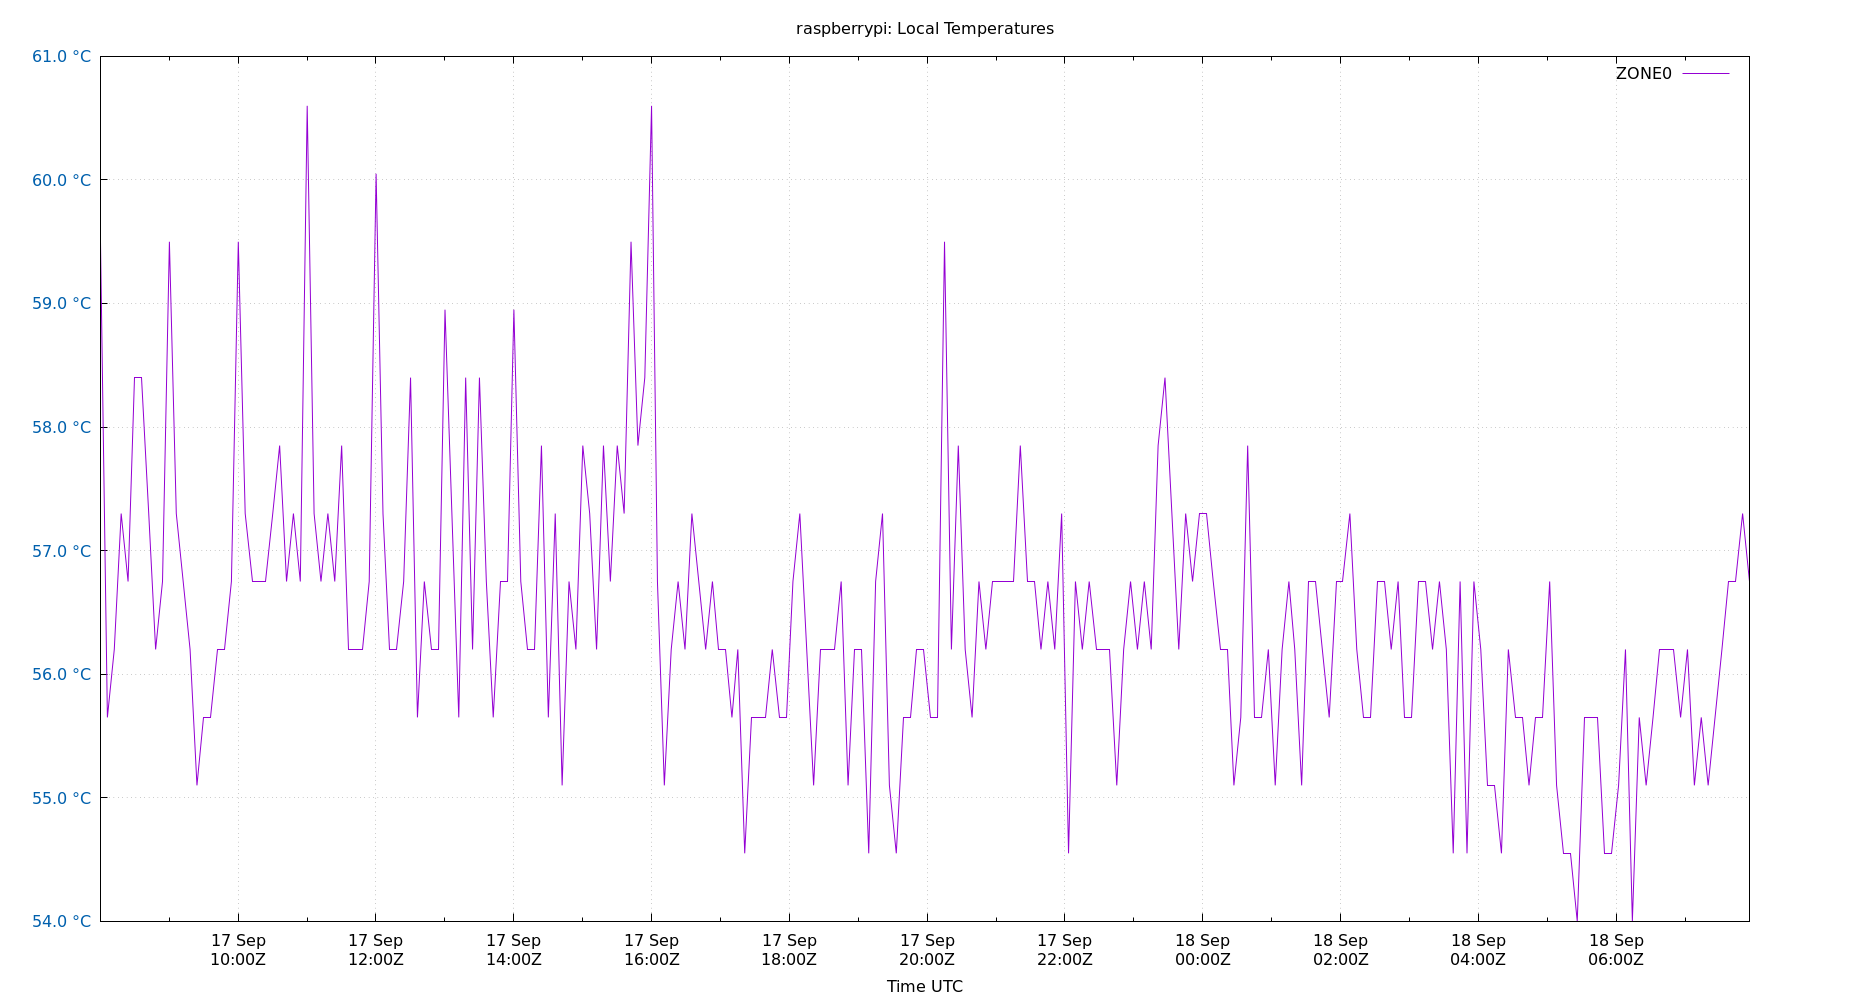 raspberrypi: Local Temperatures
61.0 °C
ZONE0
60.0 °C
59.0 °C
58.0 °C
57.0 °C
56.0 °C
55.0 °C
54.0 °C
17 Sep 17 Sep 17 Sep 17 Sep 17 Sep 17 Sep 17 Sep 18 Sep 18 Sep 18 Sep 18 Sep
10:00Z 12:00Z 14:00Z 16:00Z 18:00Z 20:00Z 22:00Z 00:00Z 02:00Z 04:00Z 06:00Z
Time UTC